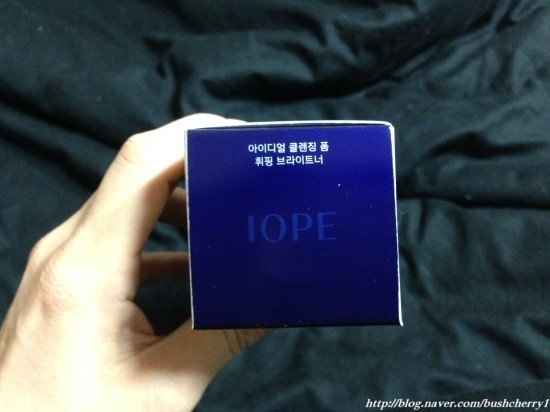 아이디얼 클렌징 폼
휘핑 브라이트너
IOPE
http://blog.naver.com/bushcherry1